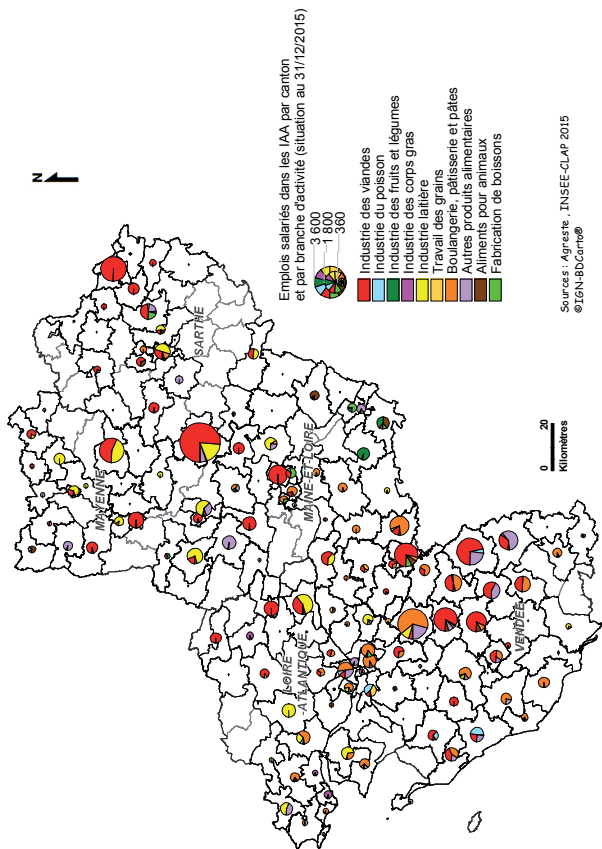 N
Emplois salariés dans les IAA par canton
et par branche d'activité (situation au 31/12/2015)
3 600
1 800
360
Industrie des viandes
Industrie du poisson
Industrie des fruits et légumes
Industrie des corps gras
Industrie laitière
Travail des grains
Boulangerie, pâtisserie et pâtes
Autres produits alimentaires
Aliments pour animaux
Fabrication de boissons
MAYENNE
SARTHE
LOIRE
ATLANTIQUE
MAINE-ET-LOIRE
VENDEE
0 20
Kilomètres
Sources: Agreste , INSEE-CLAP 2015
©IGN-BDCarto®